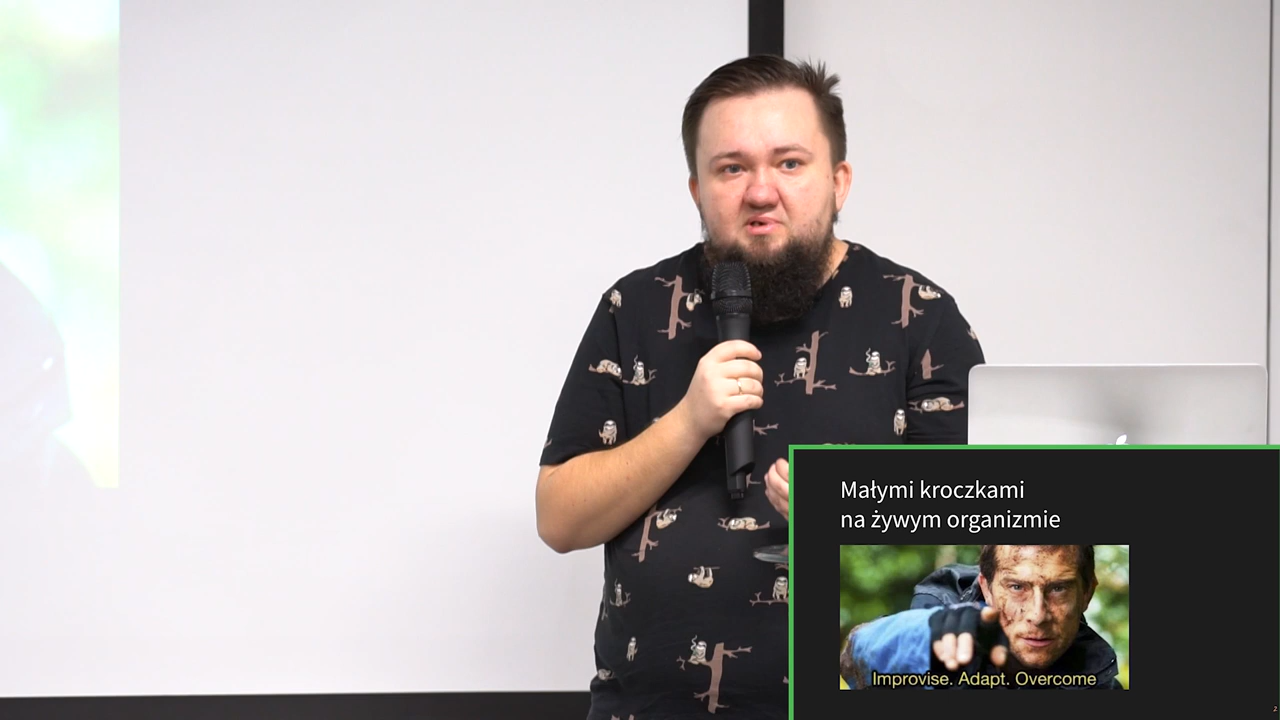 Małymi kroczkami
na żywym organizmie
Improvise. Adapt. Overcome